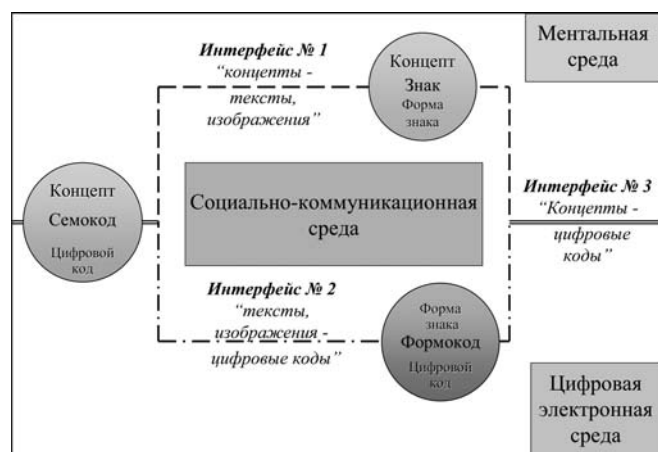 Ментальная
среда
Интерфейс № 1
“концепты -
тексты,
изображения”
Концепт
Знак
Форма
знака
Концепт
Семокод
Цифровой
код
Социально-коммуникационная
среда
Интерфейс № 3
“Концепты -
цифровые
коды”
Интерфейс № 2
“тексты,
изображения -
цифровые коды”
Форма
знака
Формокод
Цифровой
код
Цифровая
электронная
среда